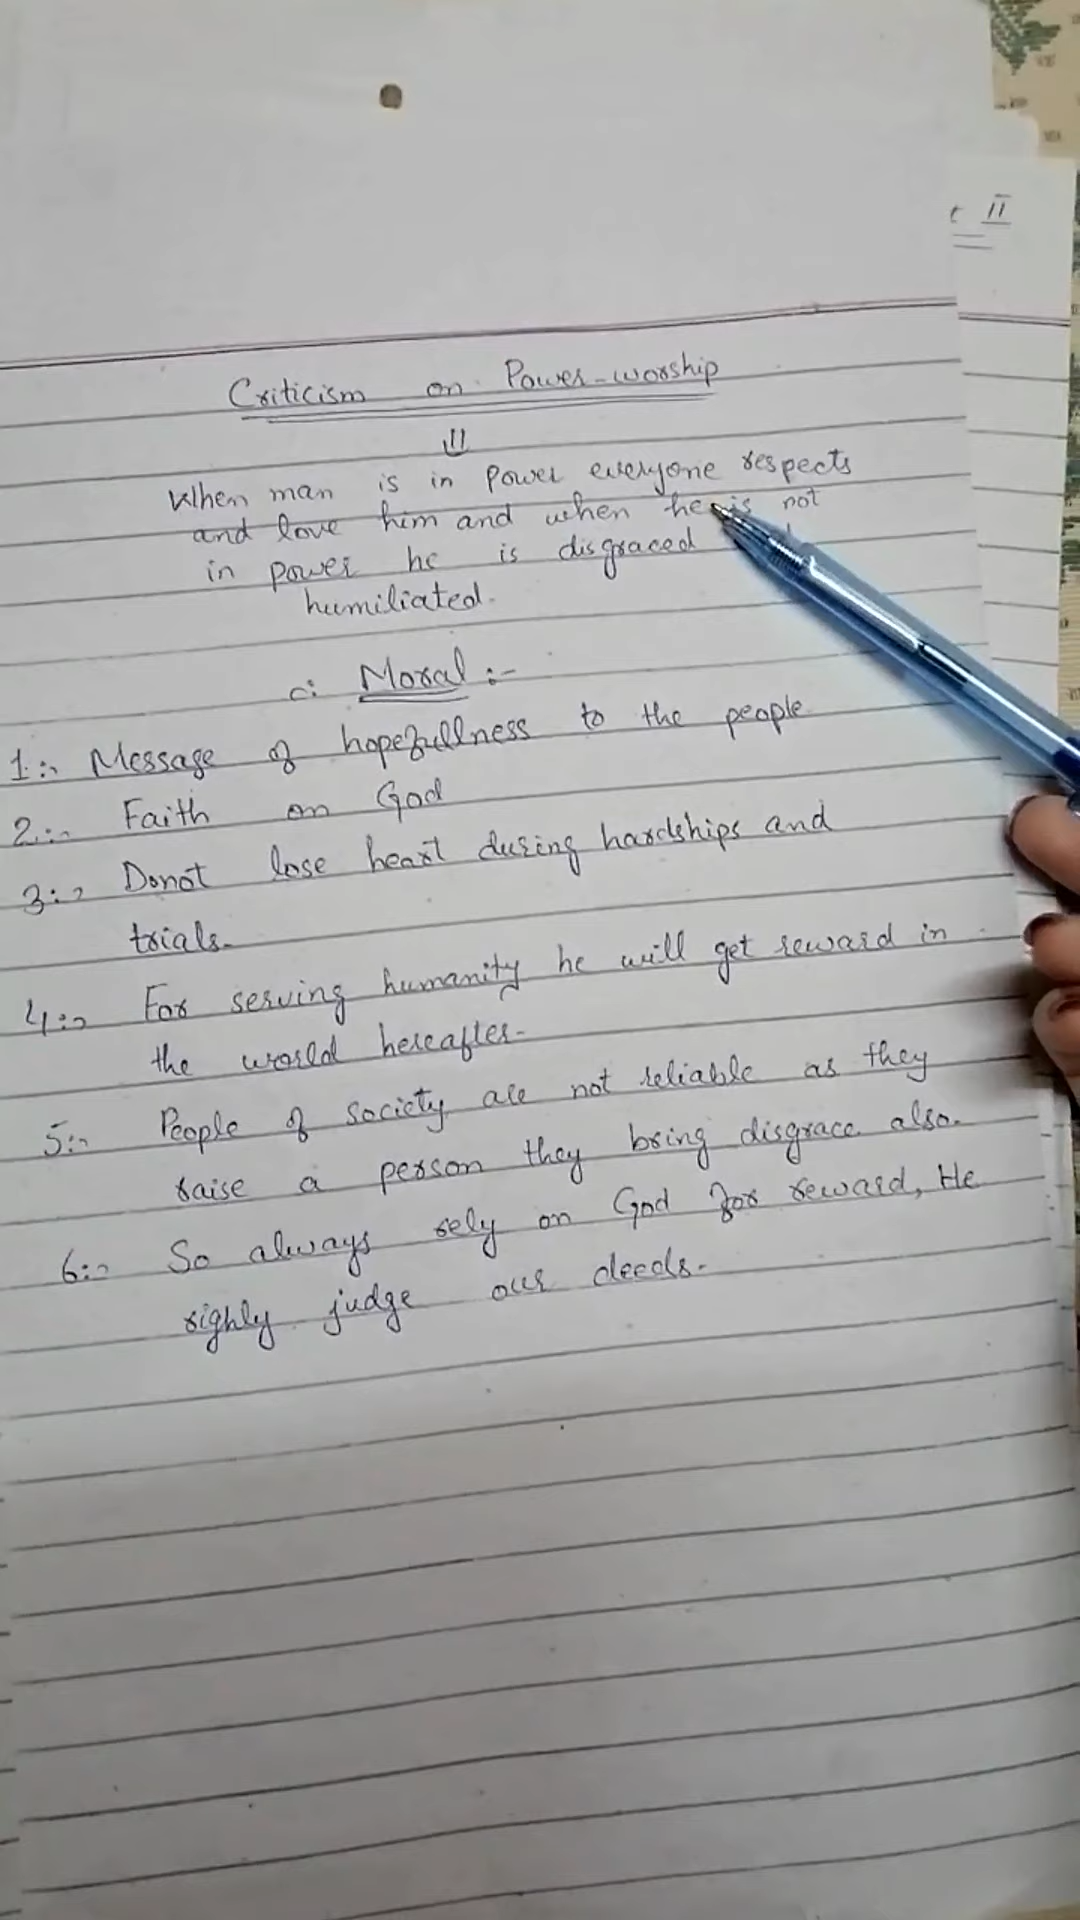 t II
Criticism on Power-worship
When man is in Power everyone respects
and love him and when he is not
in power he is disgraced
humiliated.
c: Moral :-
1:- Message of hopefullness to the people
2:- Faith on God
3:- Donot lose heart during hardships and
trials.
4:- For serving humanity he will get reward in
the world hereafter.
5:- People of society are not reliable as they
raise a person they bring disgrace also.
6:- So always rely on God for reward, He
righly judge our deeds.